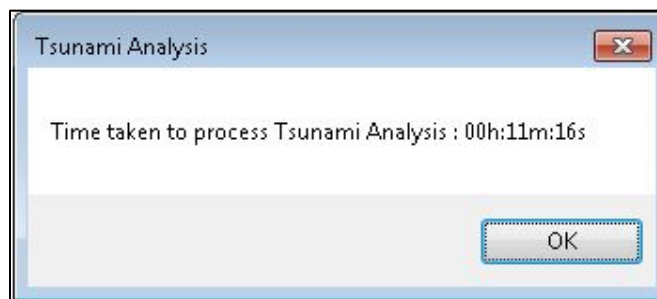 Tsunami Analysis
Time taken to process Tsunami Analysis : 00h:11m:16s
OK